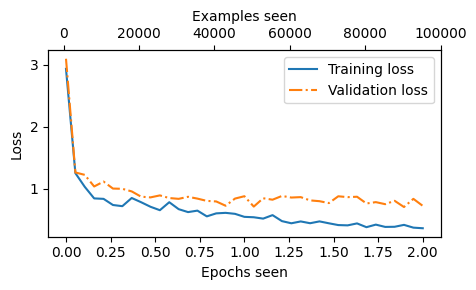 Examples seen
0 20000 40000 60000 80000 100000
Training loss
Validation loss
Loss
3
2
1
0.00 0.25 0.50 0.75 1.00 1.25 1.50 1.75 2.00
Epochs seen